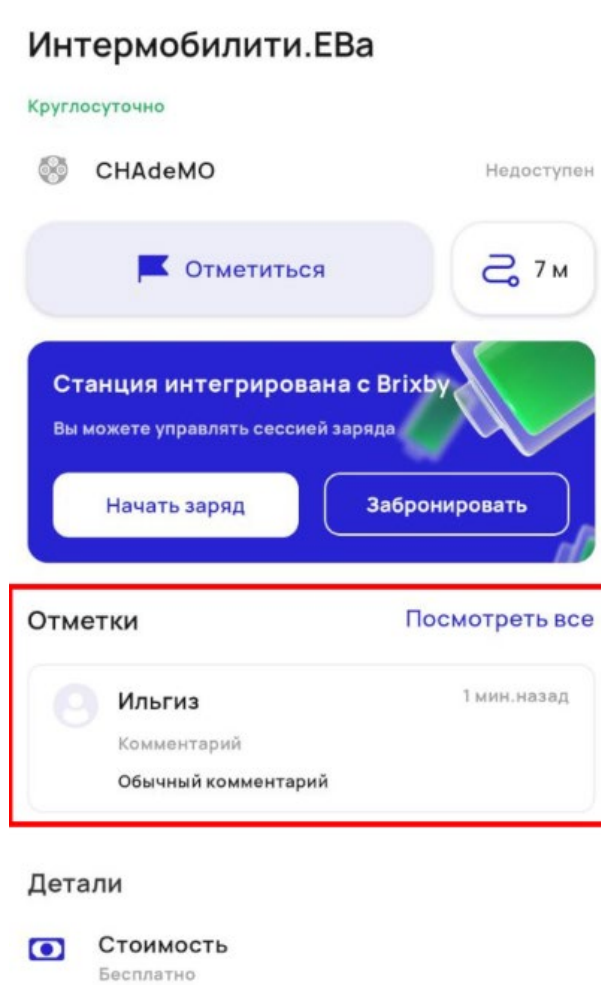 Интермобилити.ЕВа
Круглосуточно
CHAdeMO
Недоступен
Отметиться
7 м
Станция интегрирована с Brixby
Вы можете управлять сессией заряда
Начать заряд
Забронировать
Отметки
Посмотреть все
Ильгиз
1 мин.назад
Комментарий
Обычный комментарий
Детали
Стоимость
Бесплатно